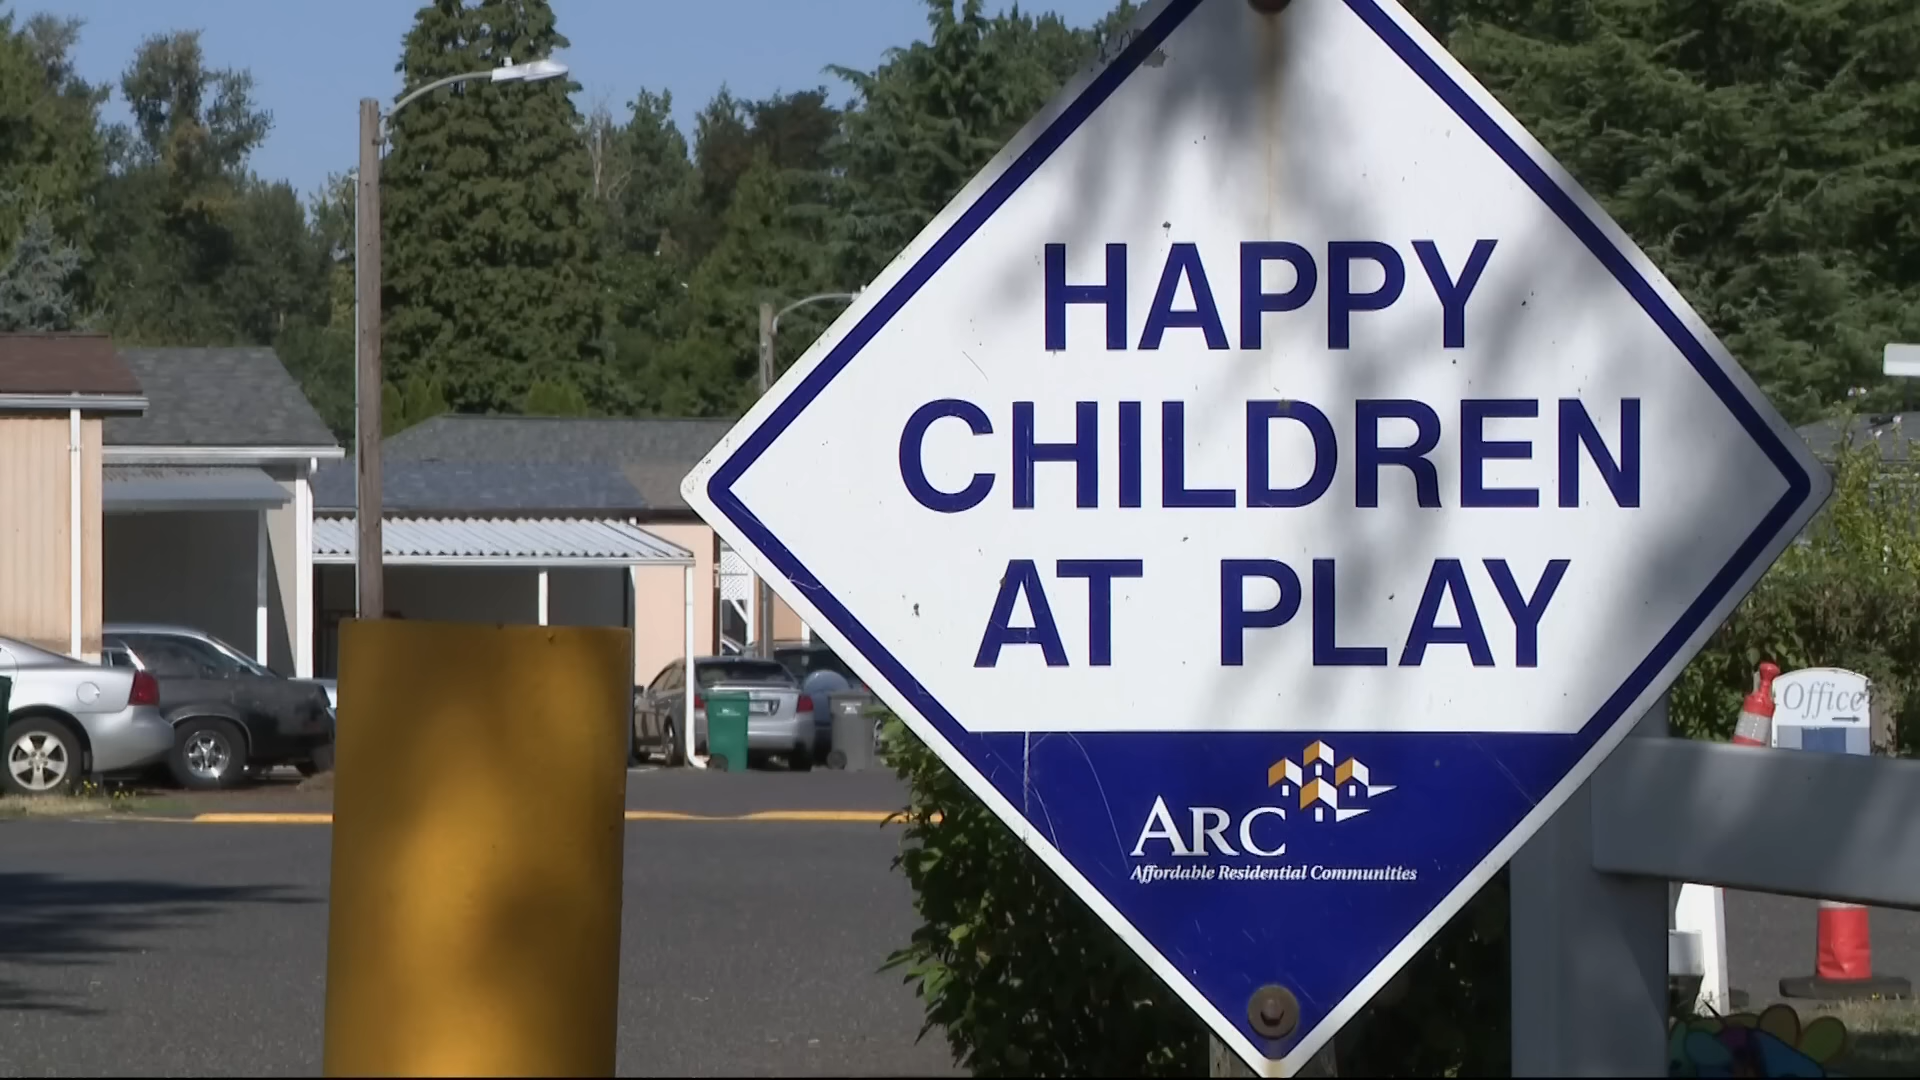 HAPPY
CHILDREN
AT PLAY
ARC
Affordable Residential Communities
Office